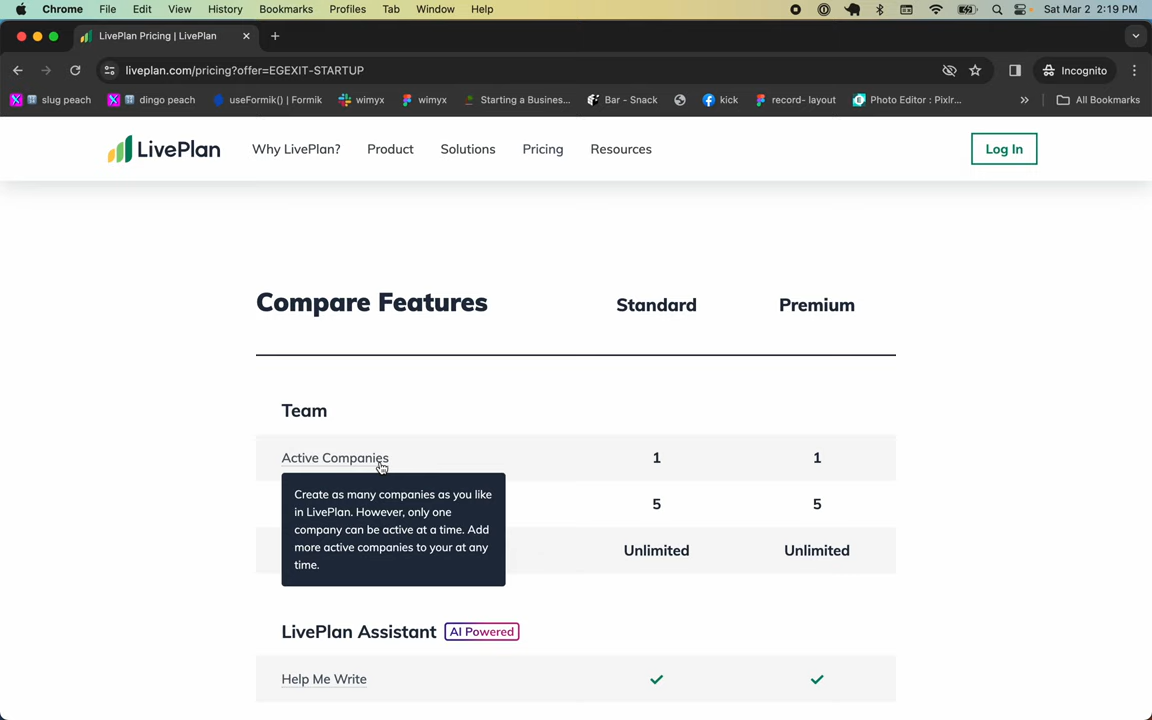 Chrome File Edit View History Bookmarks Profiles Tab Window Help Sat Mar 2 2:19 PM
LivePlan Pricing | LivePlan
liveplan.com/pricing?offer=EGEXIT-STARTUP Incognito
slug peach dingo peach useFormik() | Formik wimyx wimyx Starting a Busines... Bar - Snack kick record- layout Photo Editor : Pixlr... » All Bookmarks
LivePlan Why LivePlan? Product Solutions Pricing Resources Log In
Compare Features Standard Premium
Team
Active Companies 1 1
Create as many companies as you like
in LivePlan. However, only one
company can be active at a time. Add
more active companies to your at any
time.
5 5
Unlimited Unlimited
LivePlan Assistant AI Powered
Help Me Write